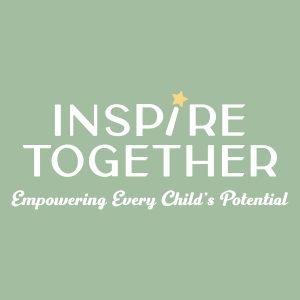 INSPiRE
TOGETHER
Empowering Every Child's Potential